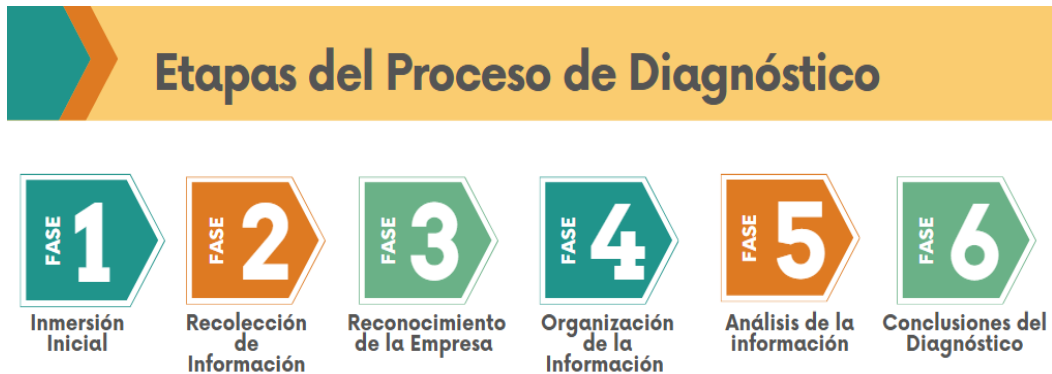 Etapas del Proceso de Diagnóstico
FASE 1
Inmersión
Inicial
FASE 2
Recolección
de
Información
FASE 3
Reconocimiento
de la Empresa
FASE 4
Organización
de la
Información
FASE 5
Análisis de la
información
FASE 6
Conclusiones del
Diagnóstico